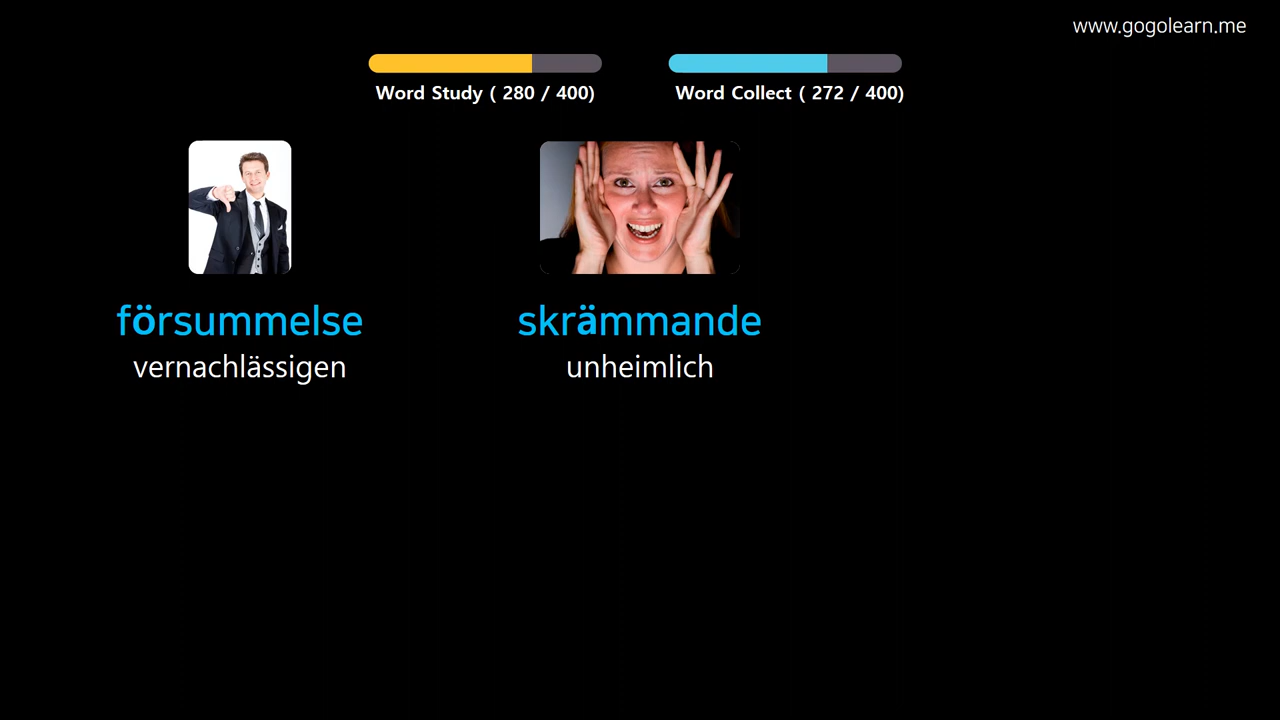 www.gogolearn.me
Word Study ( 280 / 400)
Word Collect ( 272 / 400)
försummelse
skrämmande
vernachlässigen
unheimlich